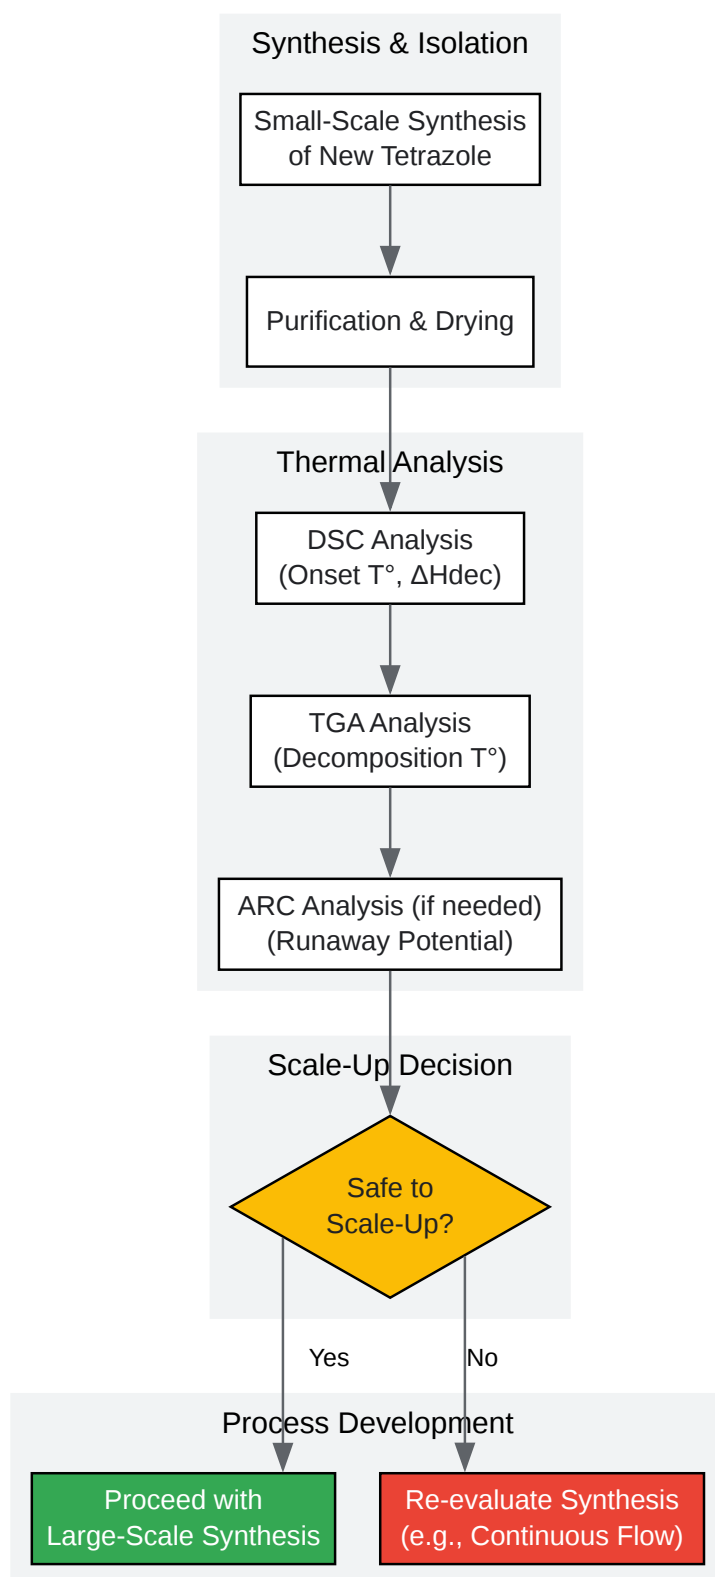 Synthesis & Isolation
Small-Scale Synthesis
of New Tetrazole
Purification & Drying
Thermal Analysis
DSC Analysis
(Onset T°, ΔHdec)
TGA Analysis
(Decomposition T°)
ARC Analysis (if needed)
(Runaway Potential)
Scale-Up Decision
Safe to
Scale-Up?
Yes
No
Process Development
Proceed with
Large-Scale Synthesis
Re-evaluate Synthesis
(e.g., Continuous Flow)